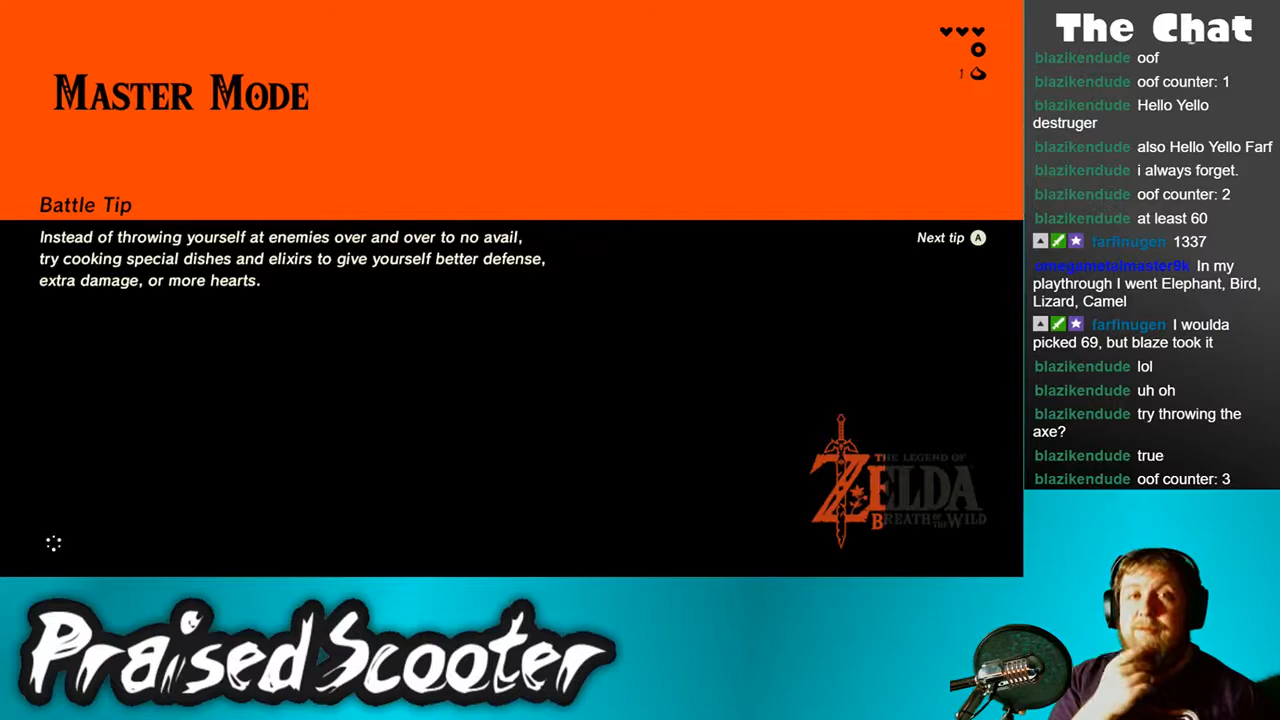 Master Mode
1
Battle Tip
Instead of throwing yourself at enemies over and over to no avail,
try cooking special dishes and elixirs to give yourself better defense,
extra damage, or more hearts.
Next tip A
THE LEGEND OF
ZELDA
BREATH OF THE WILD
PraisedScooter
The Chat
blazikendude oof
blazikendude oof counter: 1
blazikendude Hello Yello
destruger
blazikendude also Hello Yello Farf
blazikendude i always forget.
blazikendude oof counter: 2
blazikendude at least 60
farfinugen 1337
omegametalmaster9k In my
playthrough I went Elephant, Bird,
Lizard, Camel
farfinugen I woulda
picked 69, but blaze took it
blazikendude lol
blazikendude uh oh
blazikendude try throwing the
axe?
blazikendude true
blazikendude oof counter: 3